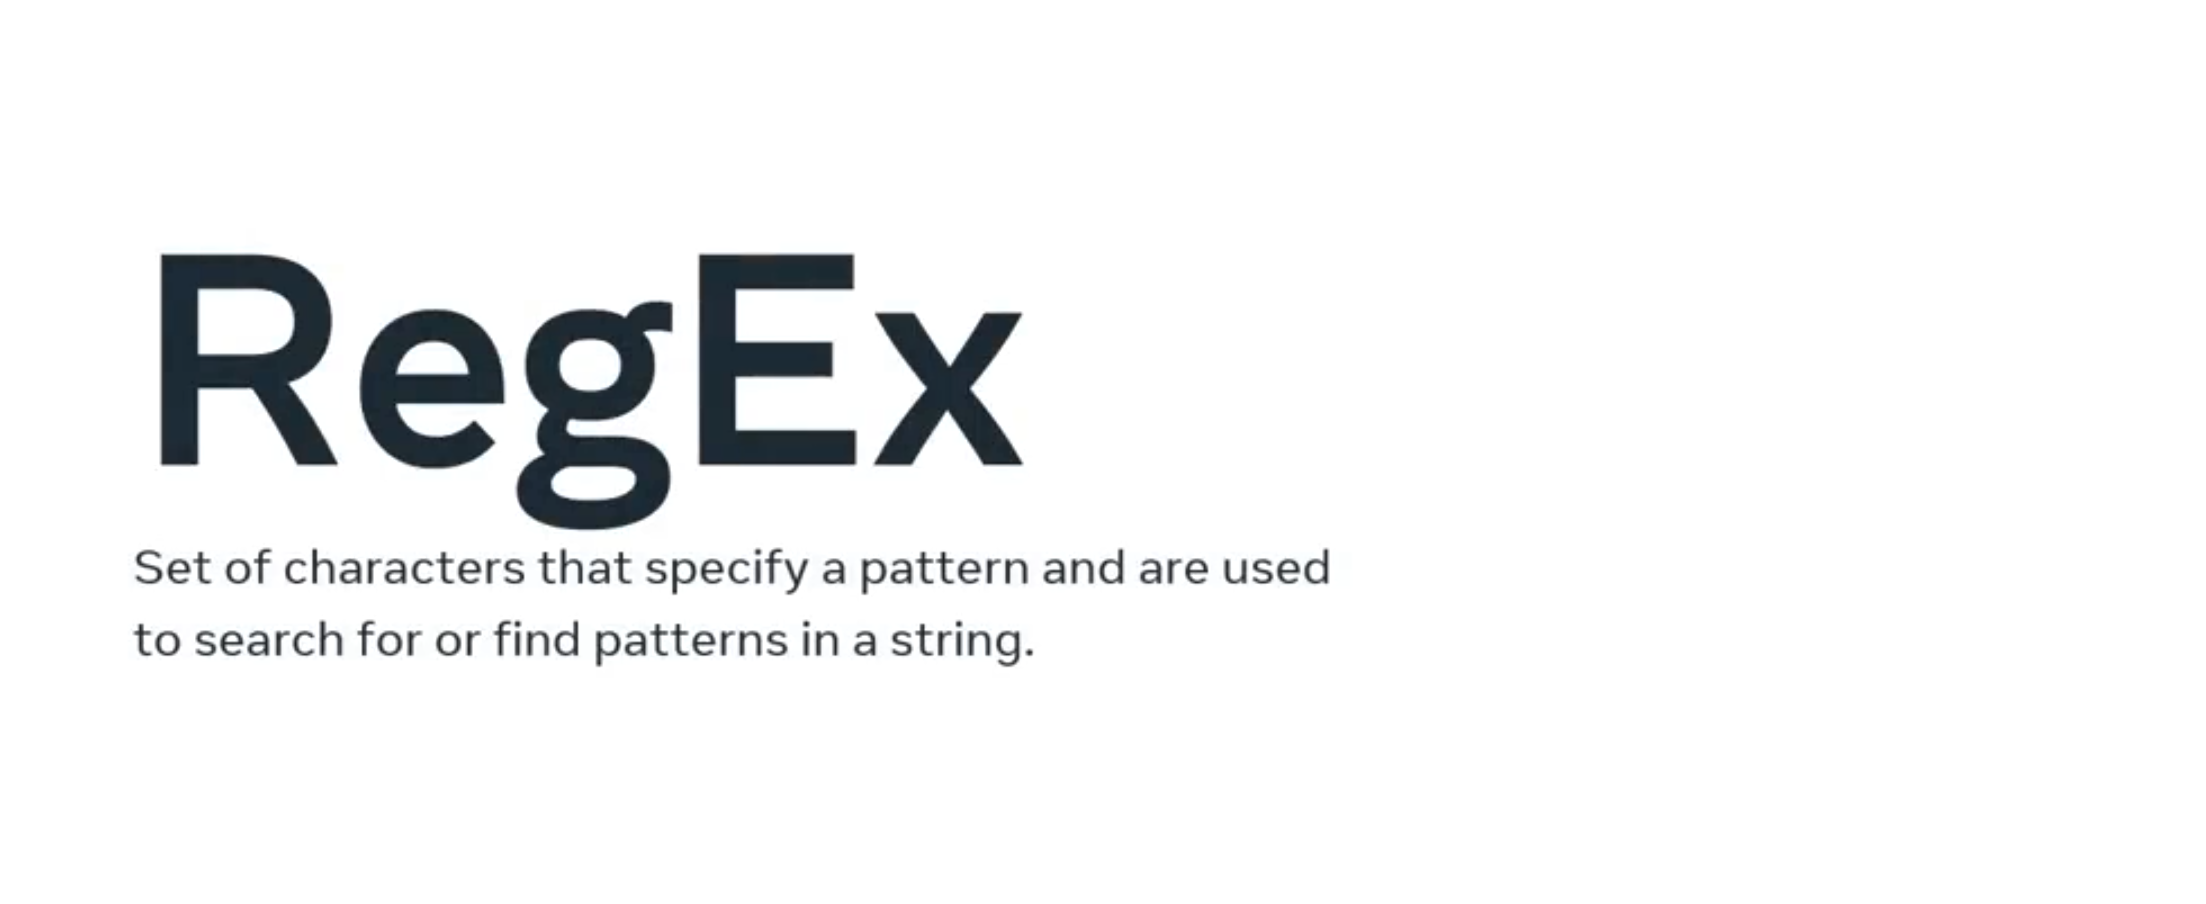 RegEx
Set of characters that specify a pattern and are used
to search for or find patterns in a string.